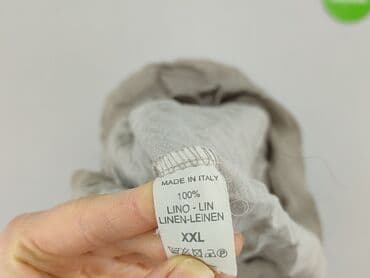 MADE IN ITALY
100%
LINO - LIN
LINEN-LEINEN
XXL